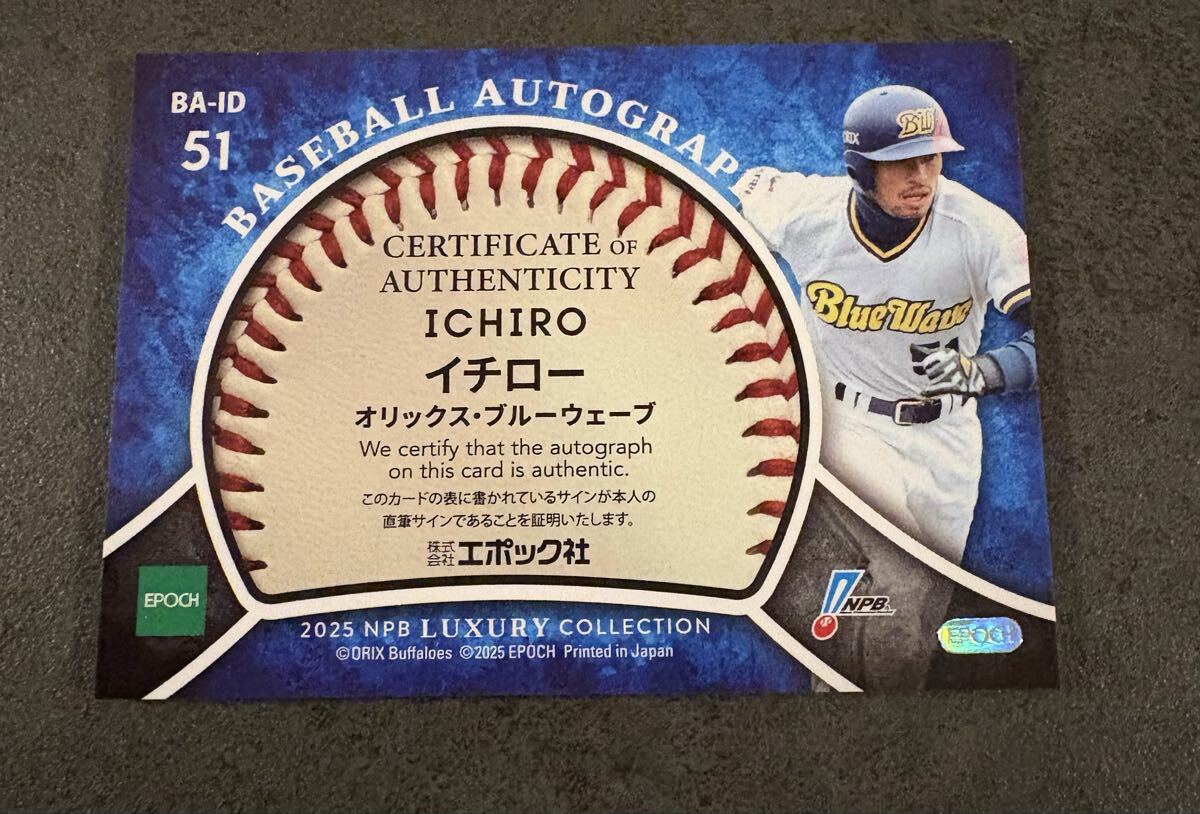 BA-ID
51
BASEBALL AUTOGRAPH
CERTIFICATE OF
AUTHENTICITY
ICHIRO
イチロー
オリックス・ブルーウェーブ
We certify that the autograph
on this card is authentic.
このカードの表に書かれているサインが本人の
直筆サインであることを証明いたします。
株式会社 エポック社
Blue Wave
EPOCH
NPB
EPOCH
2025 NPB LUXURY COLLECTION
©ORIX Buffaloes ©2025 EPOCH Printed in Japan